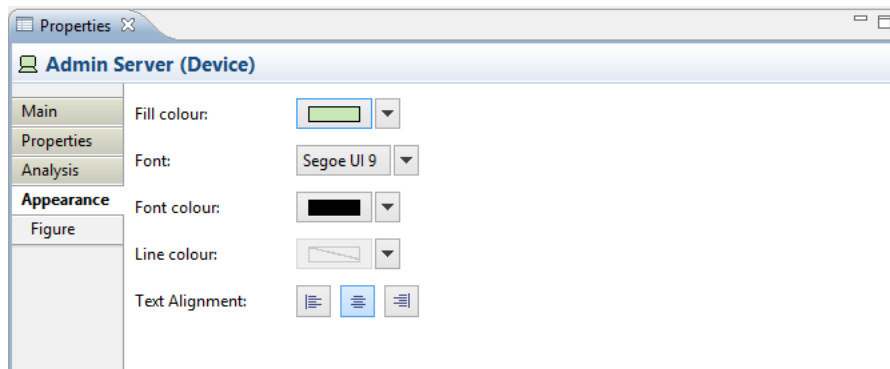 Properties
Admin Server (Device)
Main
Properties
Analysis
Appearance
Figure
Fill colour:
Font:
Segoe UI 9
Font colour:
Line colour:
Text Alignment: